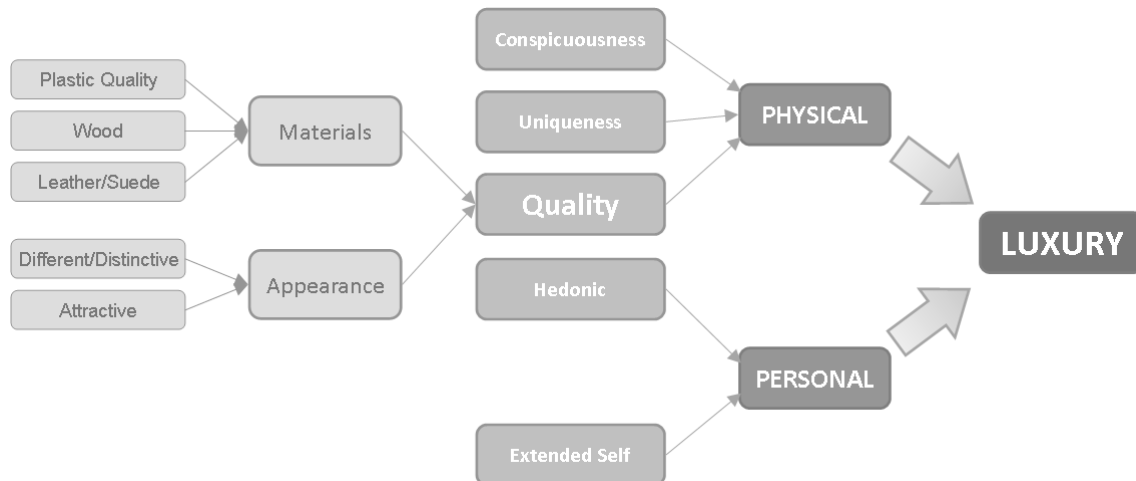 Plastic Quality
Wood
Leather/Suede
Different/Distinctive
Attractive
Materials
Appearance
Conspicuousness
Uniqueness
Quality
Hedonic
Extended Self
PHYSICAL
PERSONAL
LUXURY